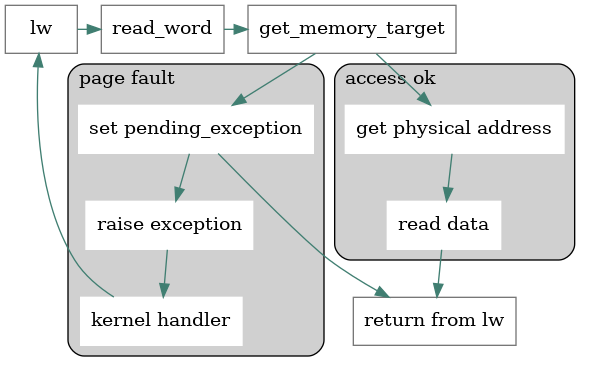 lw
read_word
get_memory_target
page fault
access ok
set pending_exception
get physical address
raise exception
read data
kernel handler
return from lw